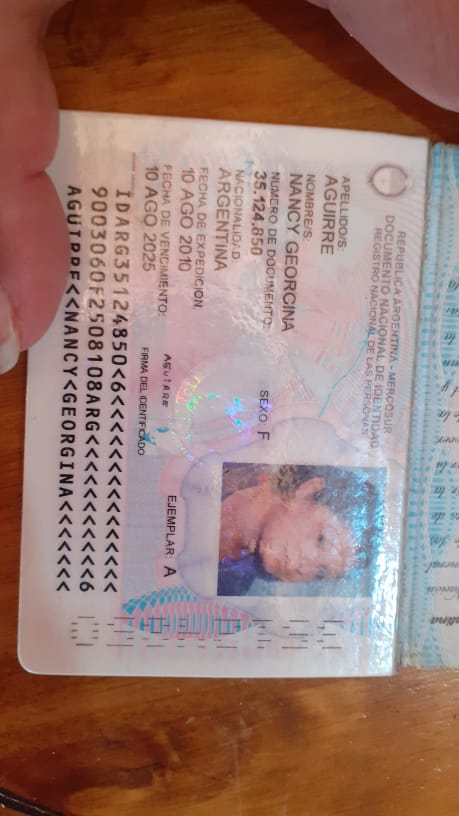 REPUBLICA ARGENTINA - MERCOSUR
DOCUMENTO NACIONAL DE IDENTIDAD
REGISTRO NACIONAL DE LAS PERSONAS
APELLIDO/S:
AGUIRRE
NOMBRE/S:
NANCY GEORGINA
NUMERO DE DOCUMENTO:
35.124.850
SEXO: F
NACIONALIDAD:
ARGENTINA
FECHA DE EXPEDICION:
10 AGO 2010
FECHA DE VENCIMIENTO:
10 AGO 2025
AGUIRRE
FIRMA DEL IDENTIFICADO
EJEMPLAR: A
IDARG35124850<6<<<<<<<<<<<<<<<
9003060F2508108ARG<<<<<<<<<<<6
AGUIRRE<<NANCY<GEORGINA<<<<<<<